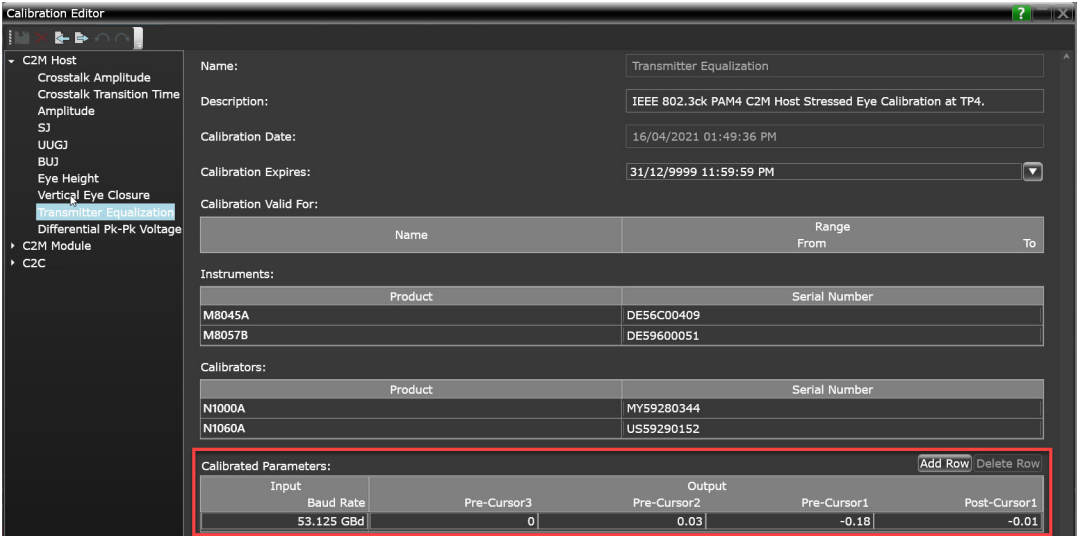 Calibration Editor
?
C2M Host
Crosstalk Amplitude
Crosstalk Transition Time
Amplitude
SJ
UUGJ
BUJ
Eye Height
Vertical Eye Closure
Transmitter Equalization
Differential Pk-Pk Voltage
C2M Module
C2C
Name: Transmitter Equalization
Description: IEEE 802.3ck PAM4 C2M Host Stressed Eye Calibration at TP4.
Calibration Date: 16/04/2021 01:49:36 PM
Calibration Expires: 31/12/9999 11:59:59 PM
Calibration Valid For:
Name Range
From To
Instruments:
Product Serial Number
M8045A DE56C00409
M8057B DE59600051
Calibrators:
Product Serial Number
N1000A MY59280344
N1060A US59290152
Calibrated Parameters: Add Row Delete Row
Input Output
Baud Rate Pre-Cursor3 Pre-Cursor2 Pre-Cursor1 Post-Cursor1
53.125 GBd 0 0.03 -0.18 -0.01